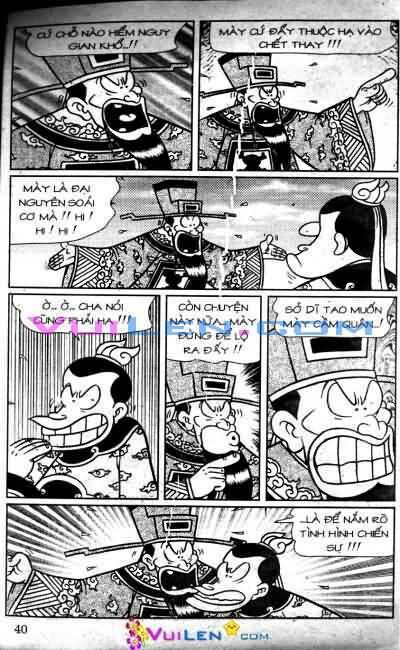 CỨ CHỖ NÀO HIỂM NGUY
GIAN KHỔ..!!
MÀY CỨ ĐẨY THUỘC HẠ VÀO
CHẾT THAY !!!
MÀY LÀ ĐẠI
NGUYÊN SOÁI
CƠ MÀ !! HI !
HI ! HI !
Ờ.. Ờ.. CHA NÓI
CŨNG PHẢI HA !!!
CÒN CHUYỆN
NÀY NỮA, MÀY
ĐỪNG ĐỂ LỘ
RA ĐẤY !!
SỞ DĨ TAO MUỐN
MÀY CẦM QUÂN..!
VUILEN.COM
...LÀ ĐỂ NẮM RÕ
TÌNH HÌNH CHIẾN
SỰ !!!
40
VUILEN.COM